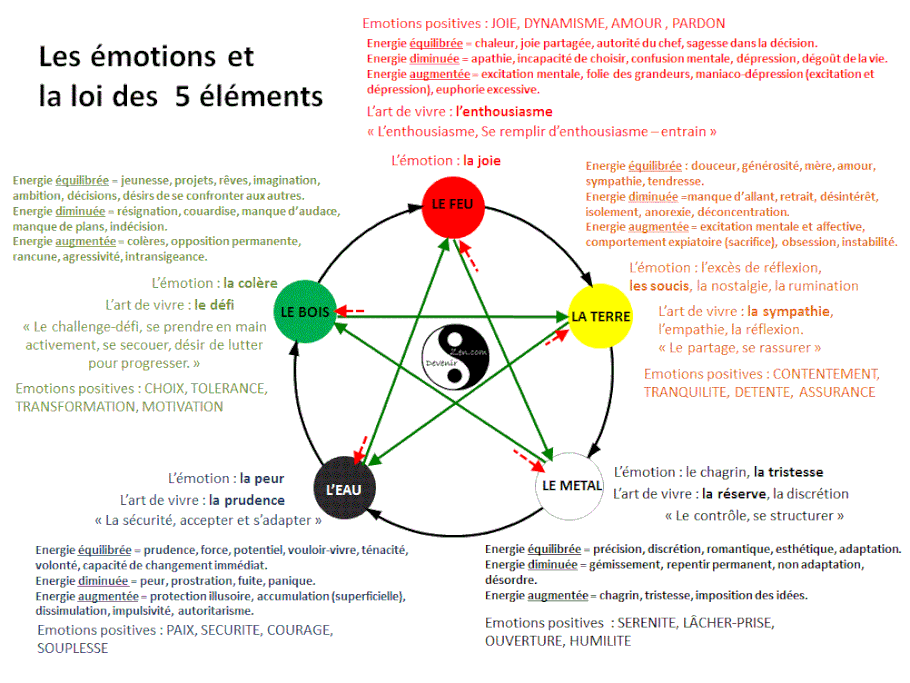 Les émotions et
la loi des 5 éléments
Emotions positives : JOIE, DYNAMISME, AMOUR , PARDON
Energie équilibrée = chaleur, joie partagée, autorité du chef, sagesse dans la décision.
Energie diminuée = apathie, incapacité de choisir, confusion mentale, dépression, dégoût de la vie.
Energie augmentée = excitation mentale, folie des grandeurs, maniaco-dépression (excitation et
dépression), euphorie excessive.
L'art de vivre : l'enthousiasme
« L'enthousiasme, Se remplir d'enthousiasme – entrain »
L'émotion : la joie
LE FEU
Energie équilibrée = jeunesse, projets, rêves, imagination,
ambition, décisions, désirs de se confronter aux autres.
Energie diminuée = résignation, couardise, manque d'audace,
manque de plans, indécision.
Energie augmentée = colères, opposition permanente,
rancune, agressivité, intransigeance.
L'émotion : la colère
L'art de vivre : le défi
« Le challenge-défi, se prendre en main
activement, se secouer, désir de lutter
pour progresser. »
Emotions positives : CHOIX, TOLERANCE,
TRANSFORMATION, MOTIVATION
LE BOIS
Energie équilibrée : douceur, générosité, mère, amour,
sympathie, tendresse.
Energie diminuée =manque d'allant, retrait, désintérêt,
isolement, anorexie, déconcentration.
Energie augmentée = excitation mentale et affective,
comportement expiatoire (sacrifice), obsession, instabilité.
L'émotion : l'excès de réflexion,
les soucis, la nostalgie, la rumination
L'art de vivre : la sympathie,
l'empathie, la réflexion.
« Le partage, se rassurer »
Emotions positives : CONTENTEMENT,
TRANQUILITE, DETENTE, ASSURANCE
LA TERRE
Devenir
Zen.com
L'émotion : la peur
L'art de vivre : la prudence
« La sécurité, accepter et s'adapter »
L'EAU
Energie équilibrée = prudence, force, potentiel, vouloir-vivre, ténacité,
volonté, capacité de changement immédiat.
Energie diminuée = peur, prostration, fuite, panique.
Energie augmentée = protection illusoire, accumulation (superficielle),
dissimulation, impulsivité, autoritarisme.
Emotions positives : PAIX, SECURITE, COURAGE,
SOUPLESSE
LE METAL
L'émotion : le chagrin, la tristesse
L'art de vivre : la réserve, la discrétion
« Le contrôle, se structurer »
Energie équilibrée = précision, discrétion, romantique, esthétique, adaptation.
Energie diminuée = gémissement, repentir permanent, non adaptation,
désordre.
Energie augmentée = chagrin, tristesse, imposition des idées.
Emotions positives : SERENITE, LÂCHER-PRISE,
OUVERTURE, HUMILITE